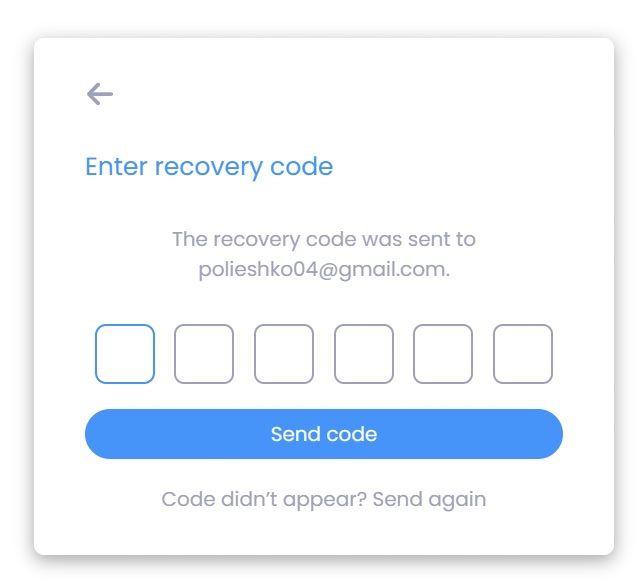 Enter recovery code
The recovery code was sent to
polieshko04@gmail.com.
Send code
Code didn’t appear? Send again